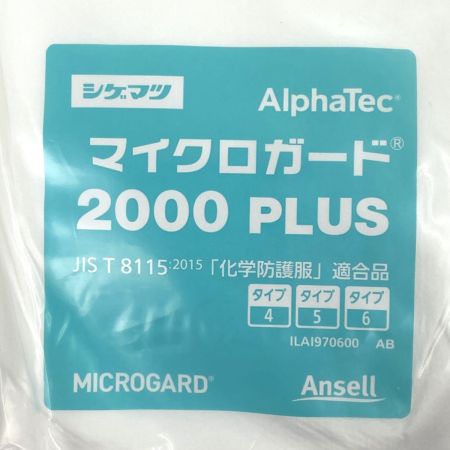 シゲマツ AlphaTec®
マイクロガード®
2000 PLUS
JIS T 8115:2015「化学防護服」適合品
タイプ タイプ タイプ
4 5 6
ILAI970600 AB
MICROGARD® Ansell